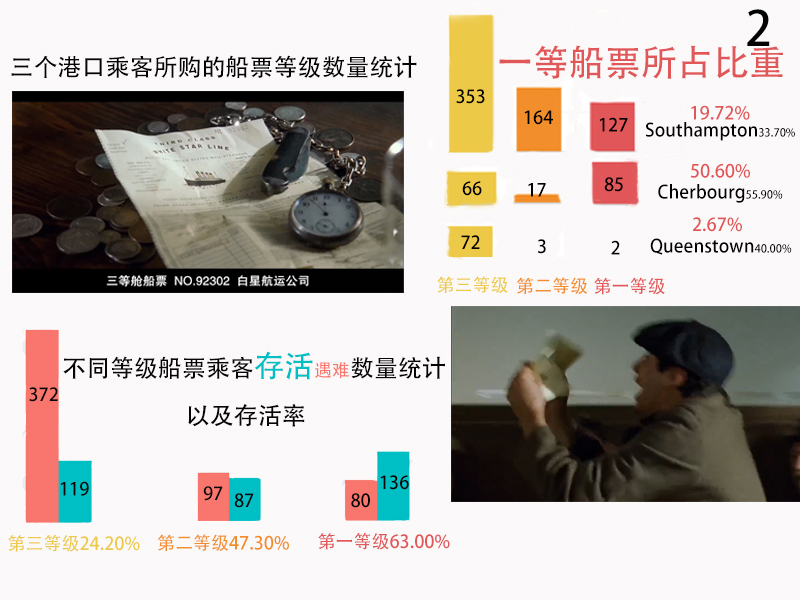 2
三个港口乘客所购的船票等级数量统计
一等船票所占比重
353
164
127
19.72%
Southampton33.70%
66
17
85
50.60%
Cherbourg55.90%
72
3
2
2.67%
Queenstown40.00%
第三等级
第二等级
第一等级
THIRD CLASS
WHITE STAR LINE
三等舱船票 NO.92302 白星航运公司
不同等级船票乘客存活遇难数量统计
以及存活率
372
119
97
87
80
136
第三等级24.20%
第二等级47.30%
第一等级63.00%